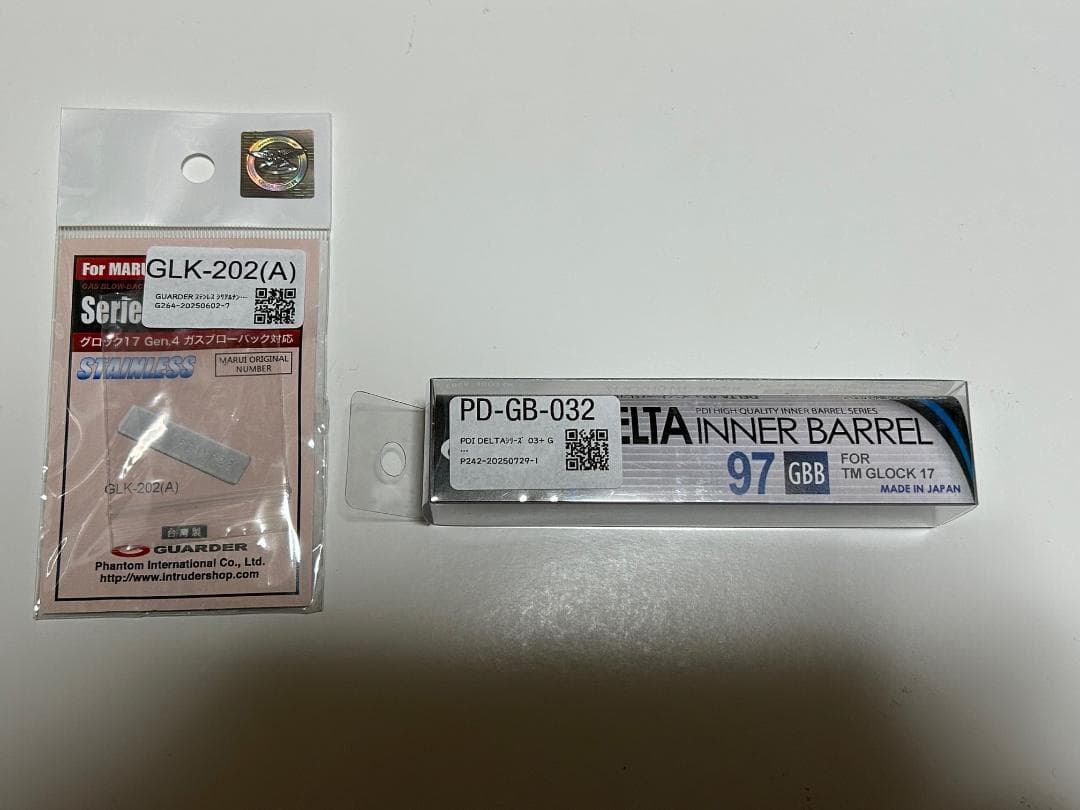 For MARU
GLK-202(A)
GAS BLOW-BAC
GUARDER ステンレス シリアルナン…
G264-20250602-7
Serie
グロック17 Gen.4 ガスブローバック対応
STAINLESS
MARUI ORIGINAL
NUMBER
GLK-202(A)
台灣製
GUARDER
Phantom International Co., Ltd.
http://www.intrudershop.com
PD-GB-032
PDI DELTAシリーズ 03+ G
…
P242-20250729-1
ELTA
PDI HIGH QUALITY INNER BARREL SERIES
INNER BARREL
97
GBB
FOR
TM GLOCK 17
MADE IN JAPAN